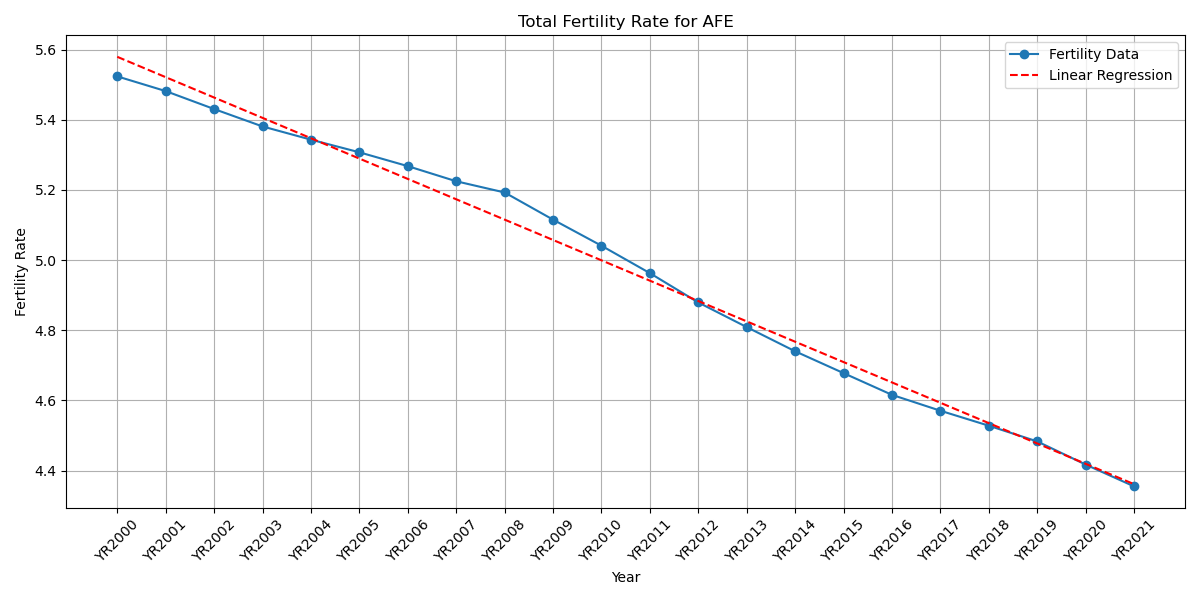 Total Fertility Rate for AFE
Fertility Data
Linear Regression
Fertility Rate
5.6
5.4
5.2
5.0
4.8
4.6
4.4
YR2000
YR2001
YR2002
YR2003
YR2004
YR2005
YR2006
YR2007
YR2008
YR2009
YR2010
YR2011
YR2012
YR2013
YR2014
YR2015
YR2016
YR2017
YR2018
YR2019
YR2020
YR2021
Year